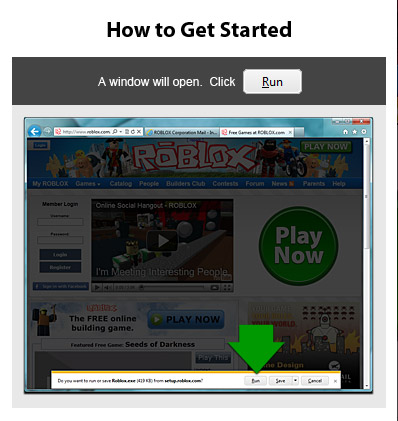 How to Get Started
A window will open. Click Run
http://www.roblox.com
ROBLOX Corporation Mail - In...
Free Games at ROBLOX.com
Login
ROBLOX
PLAY NOW
My ROBLOX Games Catalog People Builders Club Contests Forum News Parents Help
Member Login
Username
Password
Login
Register
Sign in with Facebook
Online Social Hangout - ROBLOX
I'm Meeting Interesting People
Play
Now
ROBLOX
The FREE online
building game.
PLAY NOW
Featured Free Game: Seeds of Darkness
Play This
Game Design
Do you want to run or save Roblox.exe (419 KB) from setup.roblox.com?
Run Save Cancel